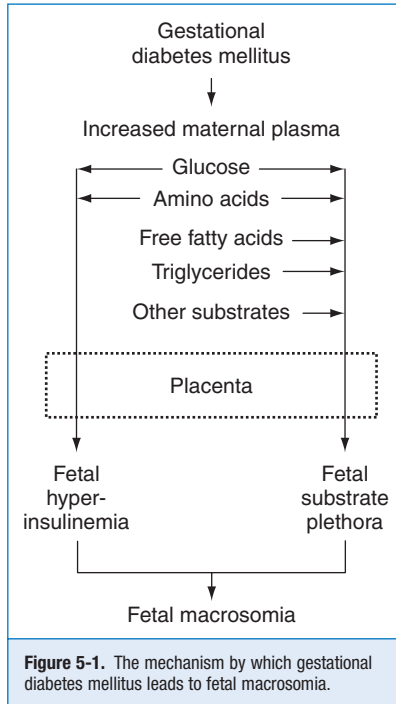 Gestational
diabetes mellitus
Increased maternal plasma
Glucose
Amino acids
Free fatty acids
Triglycerides
Other substrates
Placenta
Fetal
hyper-
insulinemia
Fetal
substrate
plethora
Fetal macrosomia
Figure 5-1. The mechanism by which gestational
diabetes mellitus leads to fetal macrosomia.